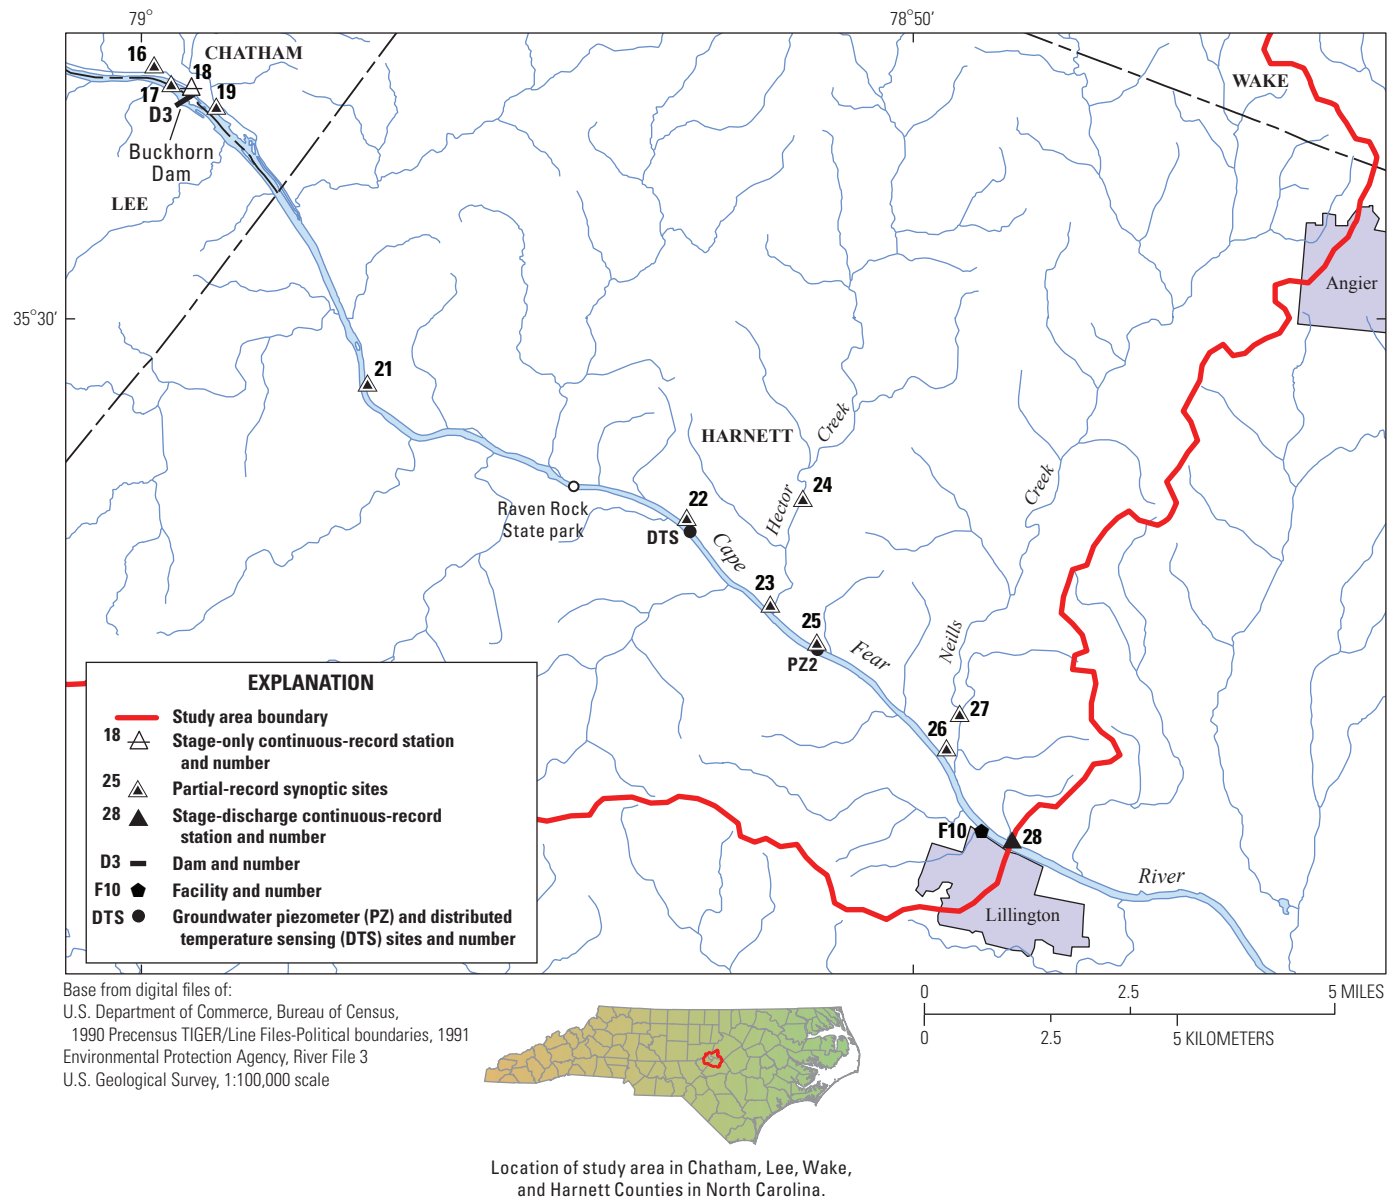 79°
78°50′
16
CHATHAM
18
17
19
D3
Buckhorn
Dam
LEE
WAKE
Angier
35°30′
21
HARNETT
Creek
Hector
24
Raven Rock
State park
22
DTS
Cape
Creek
23
25
PZ2
Fear
Neills
27
26
F10
28
River
Lillington
EXPLANATION
Study area boundary
18 Stage-only continuous-record station
and number
25 Partial-record synoptic sites
28 Stage-discharge continuous-record
station and number
D3 Dam and number
F10 Facility and number
DTS Groundwater piezometer (PZ) and distributed
temperature sensing (DTS) sites and number
Base from digital files of:
U.S. Department of Commerce, Bureau of Census,
1990 Precensus TIGER/Line Files-Political boundaries, 1991
Environmental Protection Agency, River File 3
U.S. Geological Survey, 1:100,000 scale
0 2.5 5 MILES
0 2.5 5 KILOMETERS
Location of study area in Chatham, Lee, Wake,
and Harnett Counties in North Carolina.